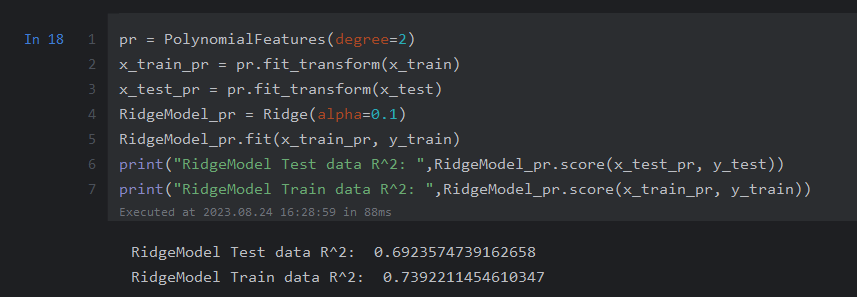 In 18
1 pr = PolynomialFeatures(degree=2)
2 x_train_pr = pr.fit_transform(x_train)
3 x_test_pr = pr.fit_transform(x_test)
4 RidgeModel_pr = Ridge(alpha=0.1)
5 RidgeModel_pr.fit(x_train_pr, y_train)
6 print("RidgeModel Test data R^2: ",RidgeModel_pr.score(x_test_pr, y_test))
7 print("RidgeModel Train data R^2: ",RidgeModel_pr.score(x_train_pr, y_train))
Executed at 2023.08.24 16:28:59 in 88ms
RidgeModel Test data R^2:  0.6923574739162658
RidgeModel Train data R^2:  0.7392211454610347